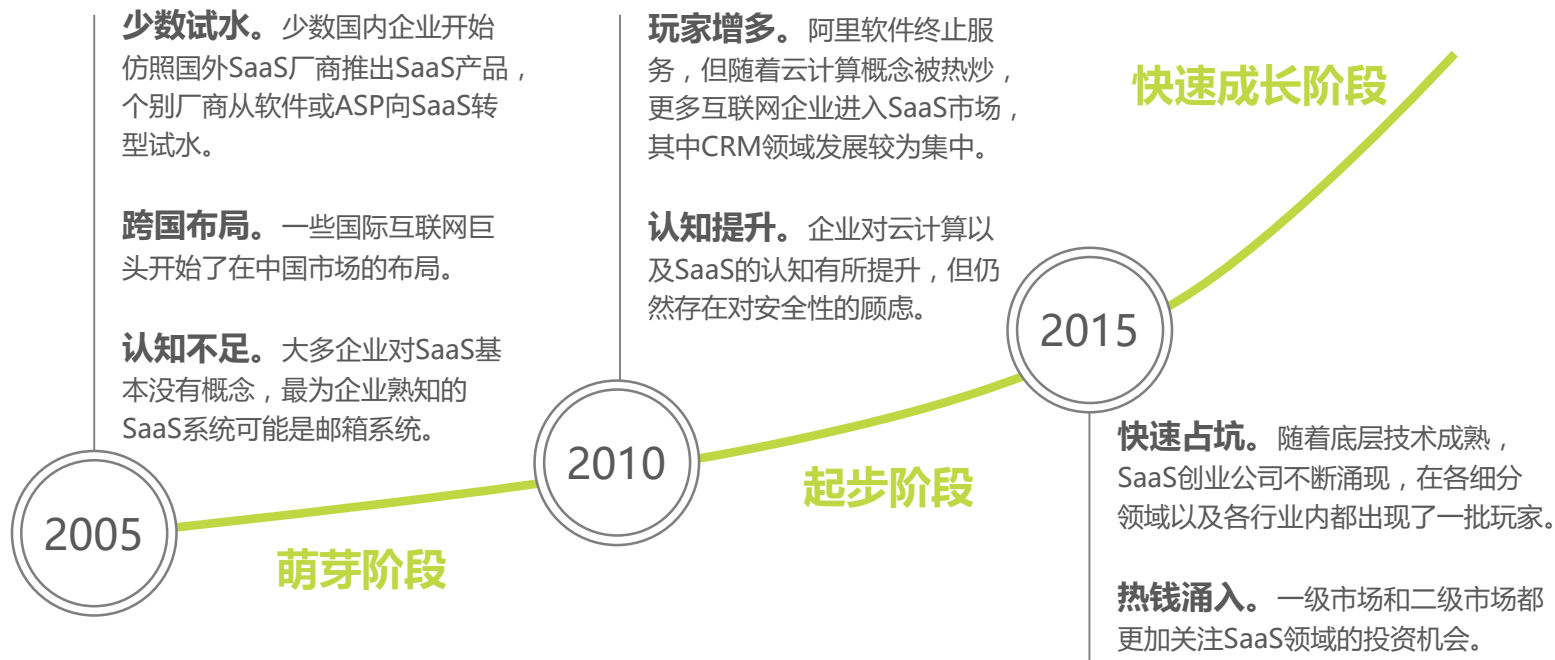 少数试水。少数国内企业开始
仿照国外SaaS厂商推出SaaS产品，
个别厂商从软件或ASP向SaaS转
型试水。
跨国布局。一些国际互联网巨
头开始了在中国市场的布局。
认知不足。大多企业对SaaS基
本没有概念，最为企业熟知的
SaaS系统可能是邮箱系统。
2005
萌芽阶段
玩家增多。阿里软件终止服
务，但随着云计算概念被热炒，
更多互联网企业进入SaaS市场，
其中CRM领域发展较为集中。
认知提升。企业对云计算以
及SaaS的认知有所提升，但仍
然存在对安全性的顾虑。
2010
起步阶段
快速成长阶段
2015
快速占坑。随着底层技术成熟，
SaaS创业公司不断涌现，在各细分
领域以及各行业内都出现了一批玩家。
热钱涌入。一级市场和二级市场都
更加关注SaaS领域的投资机会。